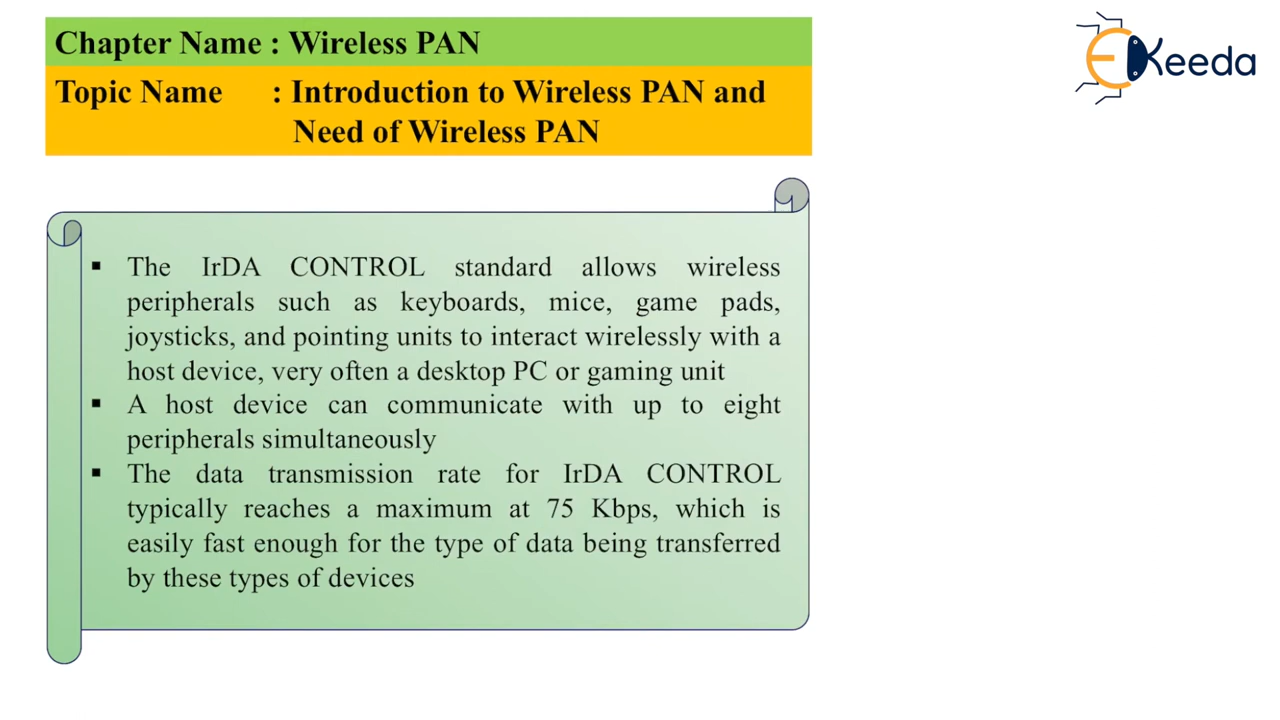 Chapter Name : Wireless PAN
Topic Name : Introduction to Wireless PAN and
Need of Wireless PAN
EKeeda
▪ The IrDA CONTROL standard allows wireless
peripherals such as keyboards, mice, game pads,
joysticks, and pointing units to interact wirelessly with a
host device, very often a desktop PC or gaming unit
▪ A host device can communicate with up to eight
peripherals simultaneously
▪ The data transmission rate for IrDA CONTROL
typically reaches a maximum at 75 Kbps, which is
easily fast enough for the type of data being transferred
by these types of devices